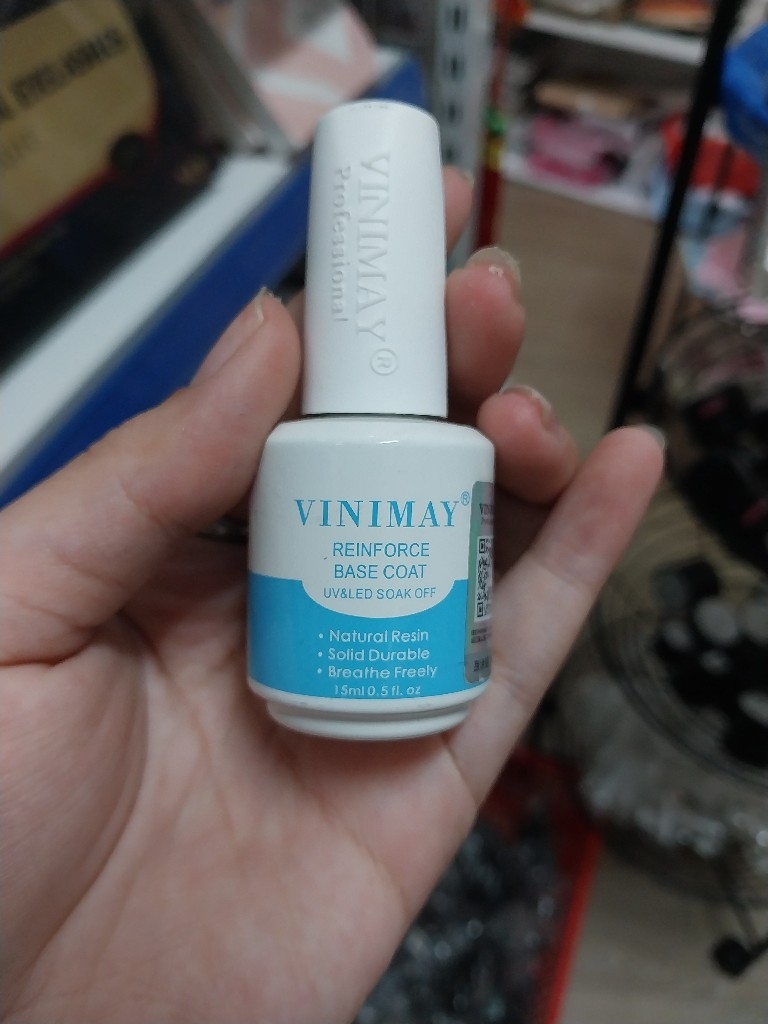 VINIMAY®
Professional
VINIMAY®
REINFORCE
BASE COAT
UV&LED SOAK OFF
• Natural Resin
• Solid Durable
• Breathe Freely
15ml 0.5 fl. oz